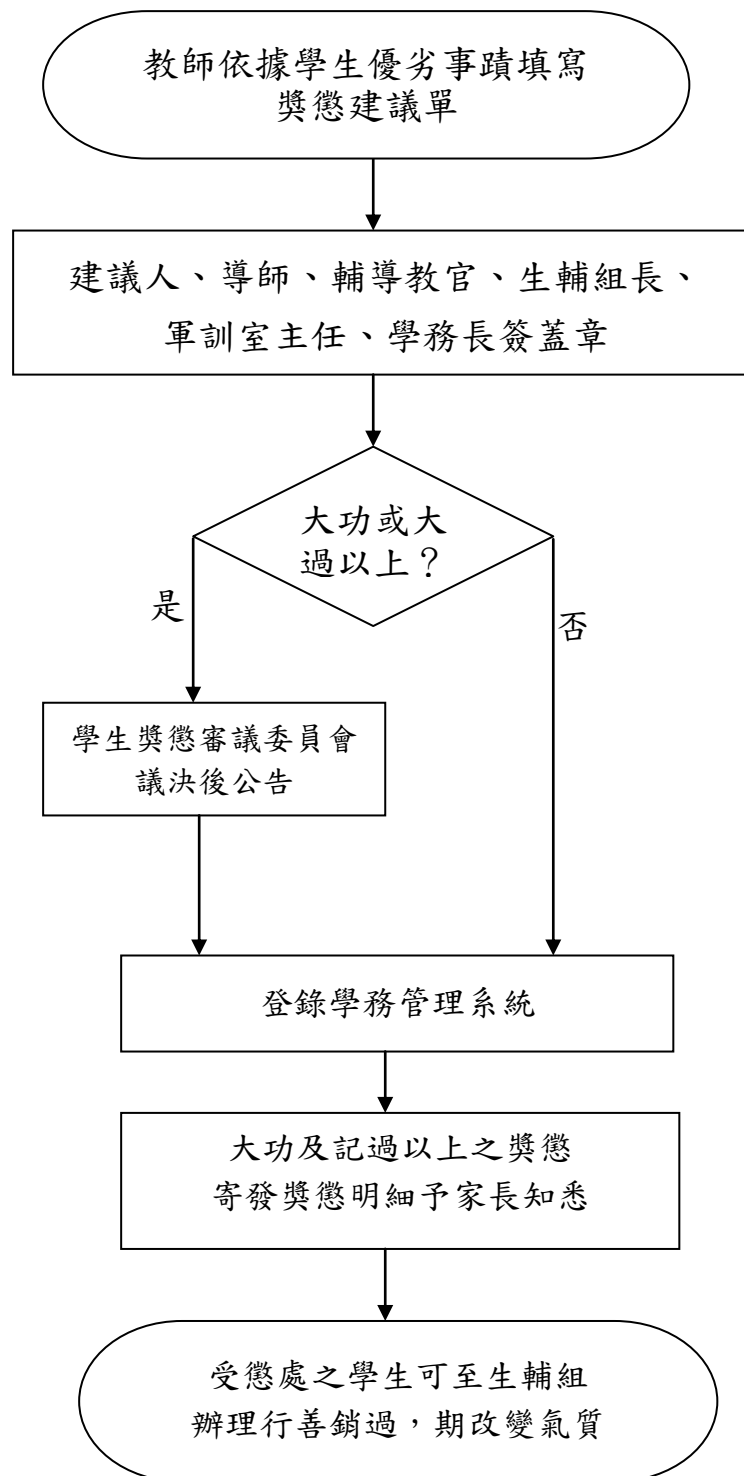 教師依據學生優劣事蹟填寫
獎懲建議單
建議人、導師、輔導教官、生輔組長、
軍訓室主任、學務長簽蓋章
大功或大
過以上？
是
否
學生獎懲審議委員會
議決後公告
登錄學務管理系統
大功及記過以上之獎懲
寄發獎懲明細予家長知悉
受懲處之學生可至生輔組
辦理行善銷過，期改變氣質